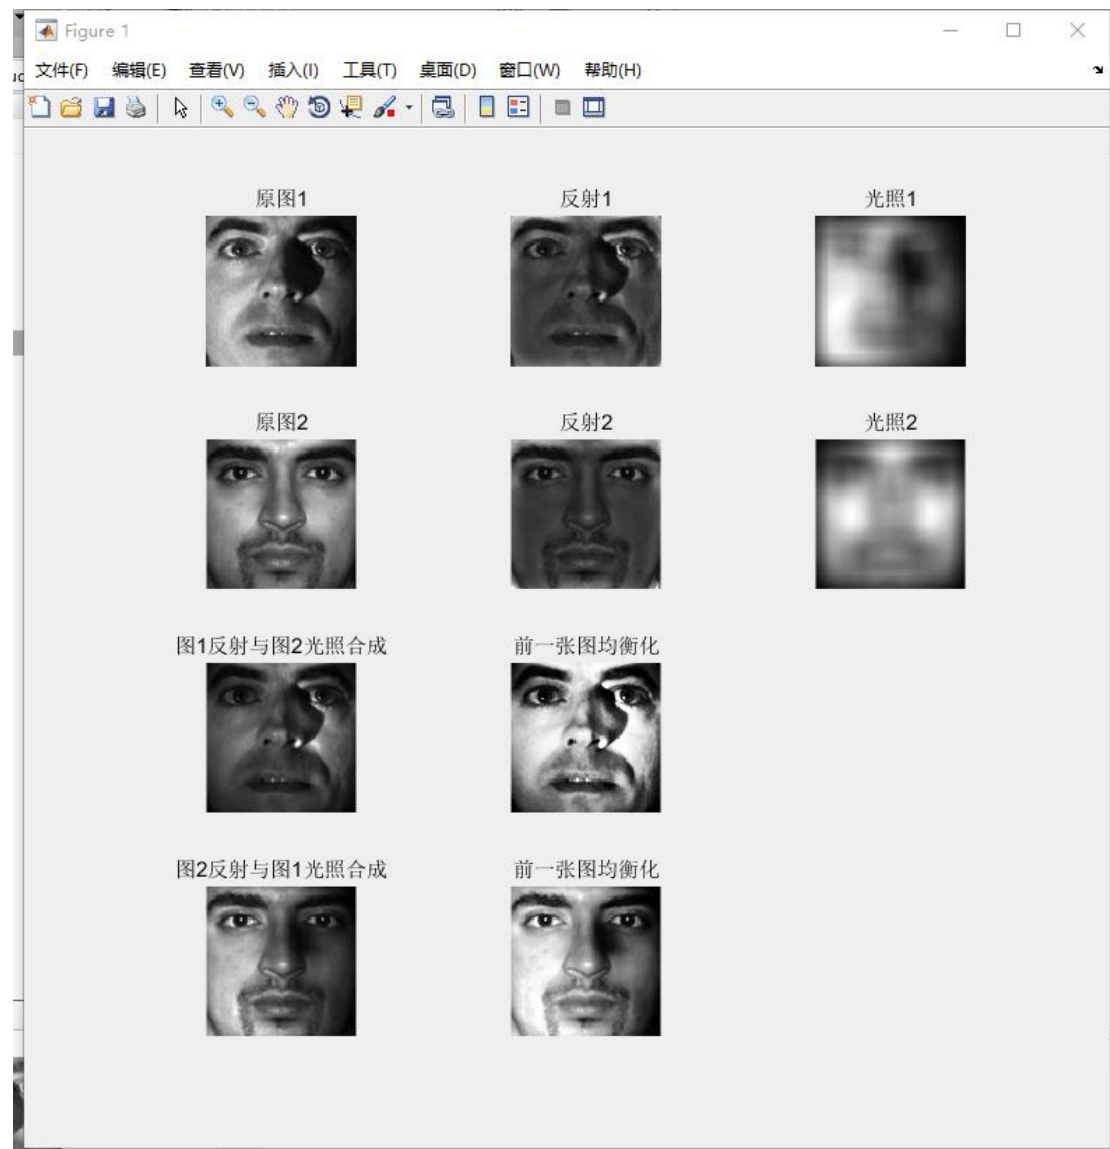 Figure 1
文件(F) 编辑(E) 查看(V) 插入(I) 工具(T) 桌面(D) 窗口(W) 帮助(H)
原图1 反射1 光照1
原图2 反射2 光照2
图1反射与图2光照合成 前一张图均衡化
图2反射与图1光照合成 前一张图均衡化